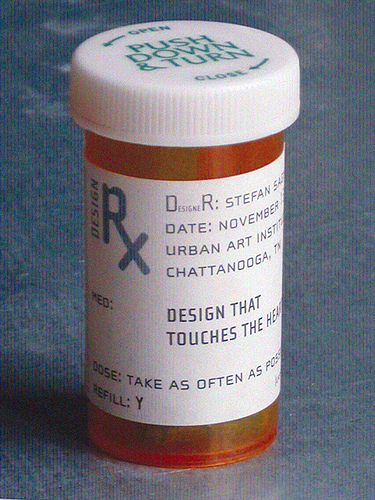 OPEN
PUSH
DOWN
& TURN
CLOSE
DESIGN
Rx
DESIGNER: STEFAN
DATE: NOVEMBER
URBAN ART
CHATTANOOGA, TN
MED: DESIGN THAT
TOUCHES THE
DOSE: TAKE AS OFTEN AS
REFILL: Y